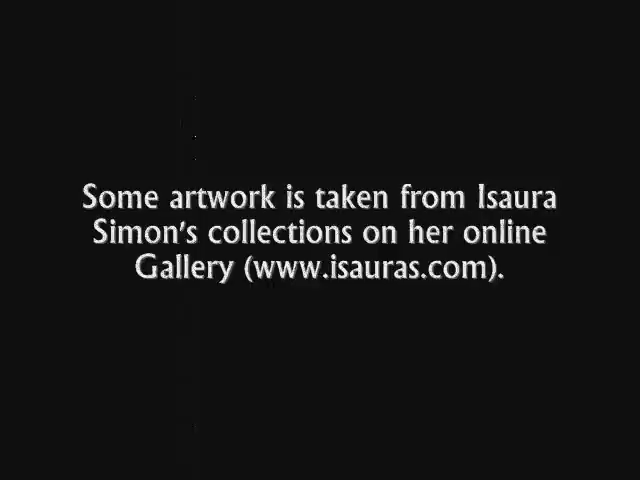 Some artwork is taken from Isaura
Simon's collections on her online
Gallery (www.isauras.com).